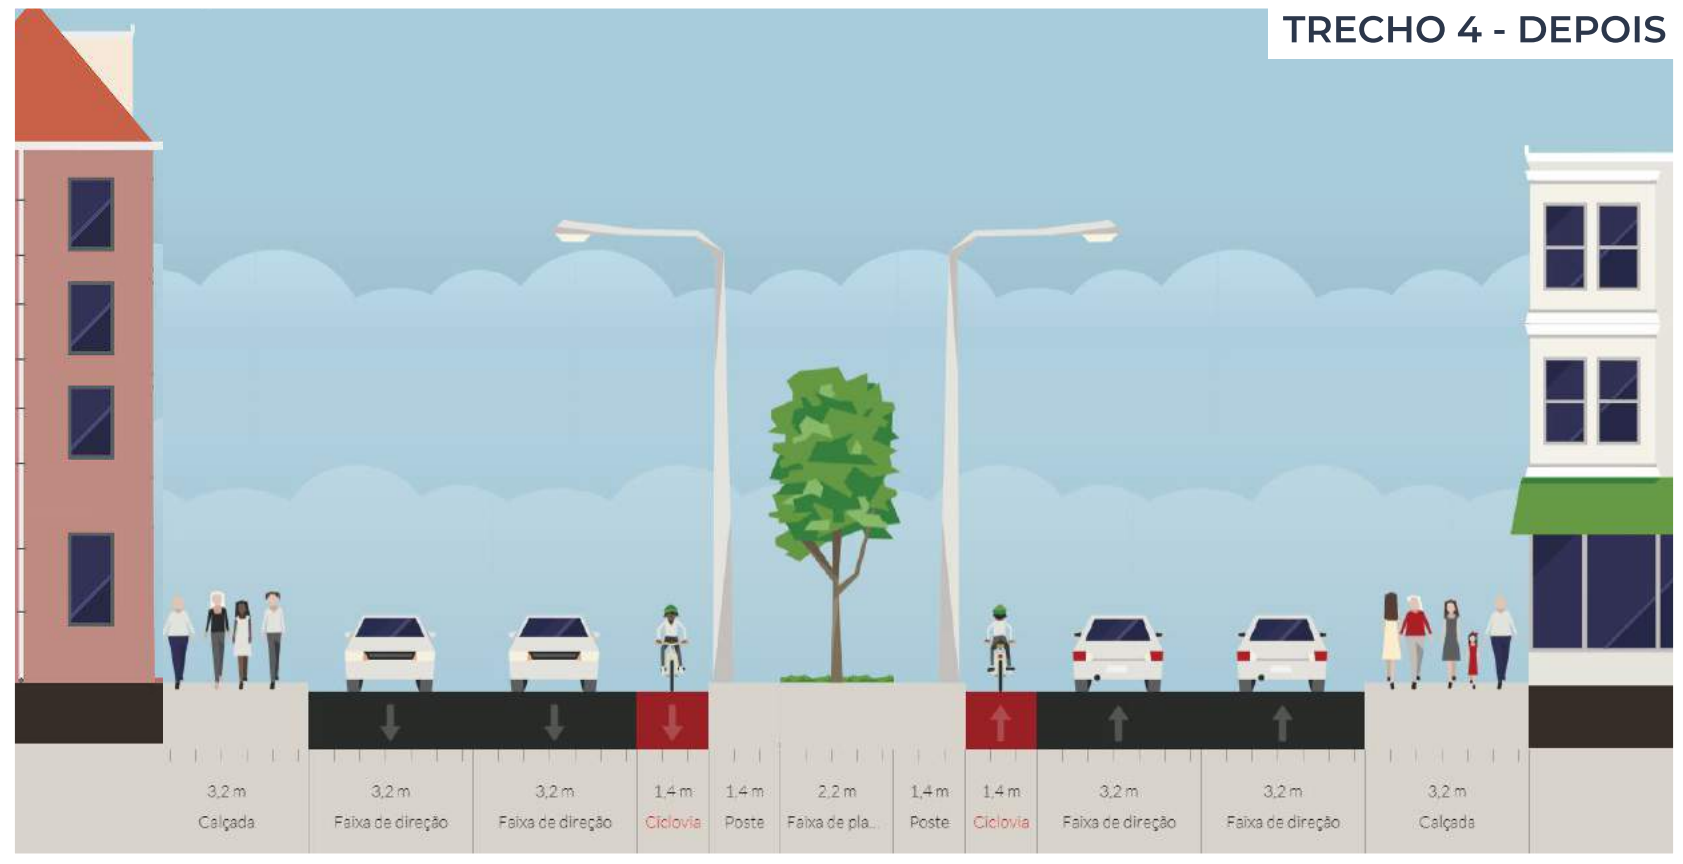 TRECHO 4 - DEPOIS
3,2 m
Calçada
3,2 m
Faixa de direção
3,2 m
Faixa de direção
1,4 m
Ciclovia
1,4 m
Poste
2,2 m
Faixa de pla...
1,4 m
Poste
1,4 m
Ciclovia
3,2 m
Faixa de direção
3,2 m
Faixa de direção
3,2 m
Calçada